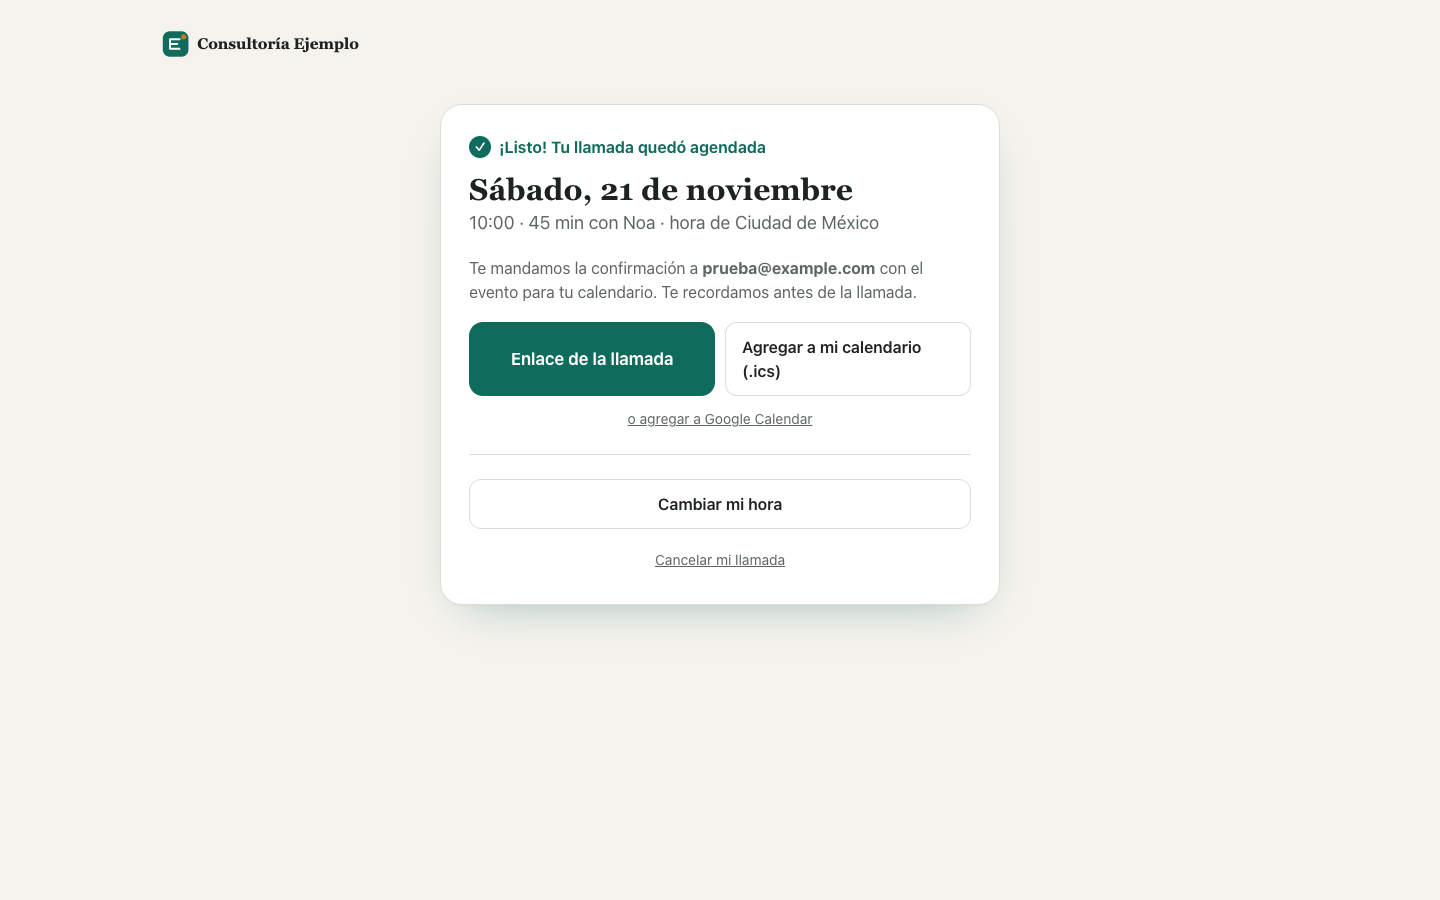 Consultoría Ejemplo
¡Listo! Tu llamada quedó agendada
Sábado, 21 de noviembre
10:00 · 45 min con Noa · hora de Ciudad de México
Te mandamos la confirmación a prueba@example.com con el
evento para tu calendario. Te recordamos antes de la llamada.
Enlace de la llamada
Agregar a mi calendario
(.ics)
o agregar a Google Calendar
Cambiar mi hora
Cancelar mi llamada